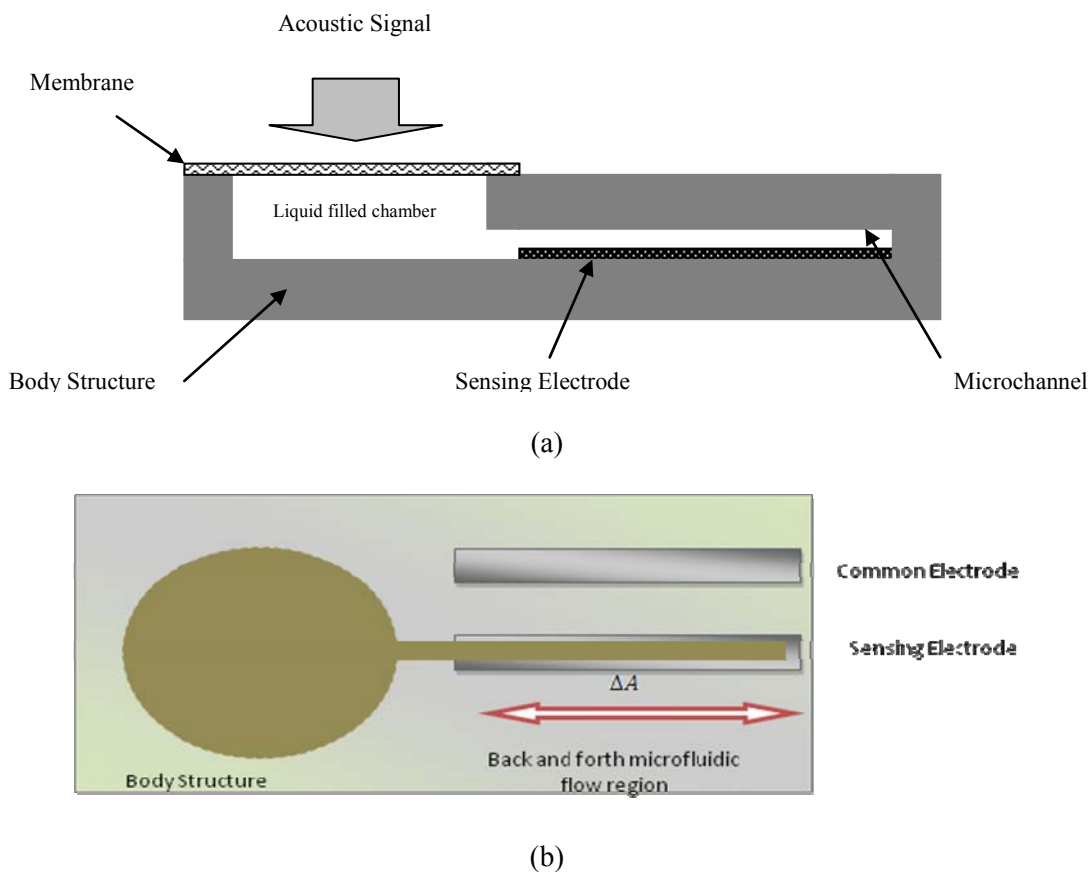 Acoustic Signal
Membrane
Liquid filled chamber
Body Structure
Sensing Electrode
Microchannel
(a)
Common Electrode
Sensing Electrode
ΔA
Back and forth microfluidic
flow region
Body Structure
(b)